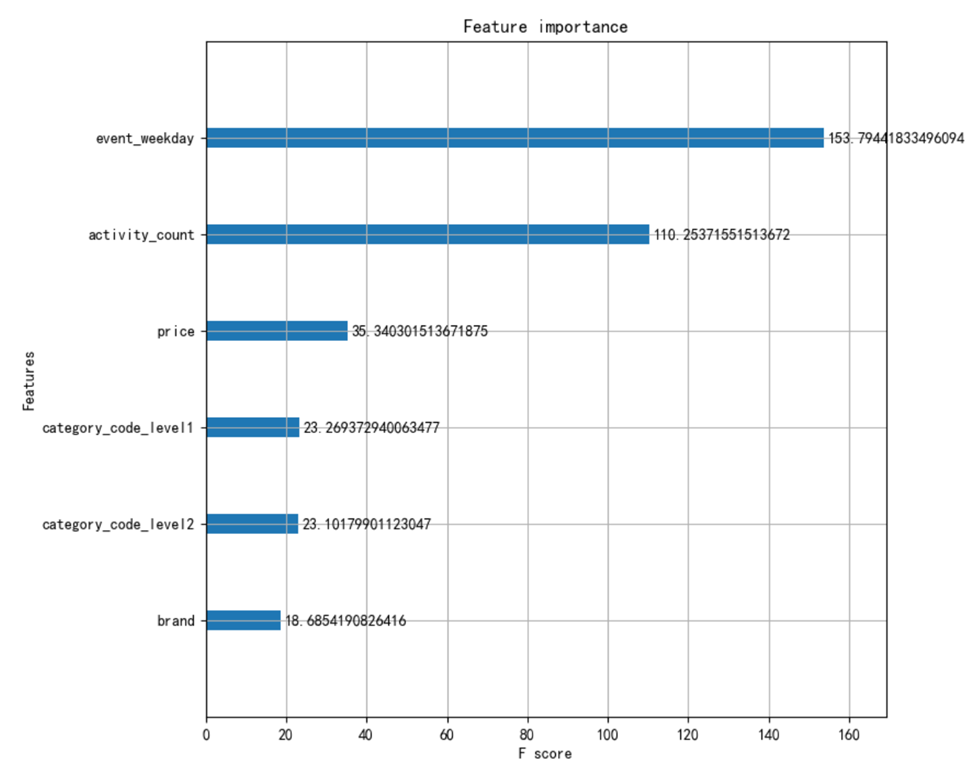 Feature importance
Features
event_weekday
153.79441833496094
activity_count
110.25371551513672
price
35.340301513671875
category_code_level1
23.269372940063477
category_code_level2
23.10179901123047
brand
18.6854190826416
0 20 40 60 80 100 120 140 160
F score